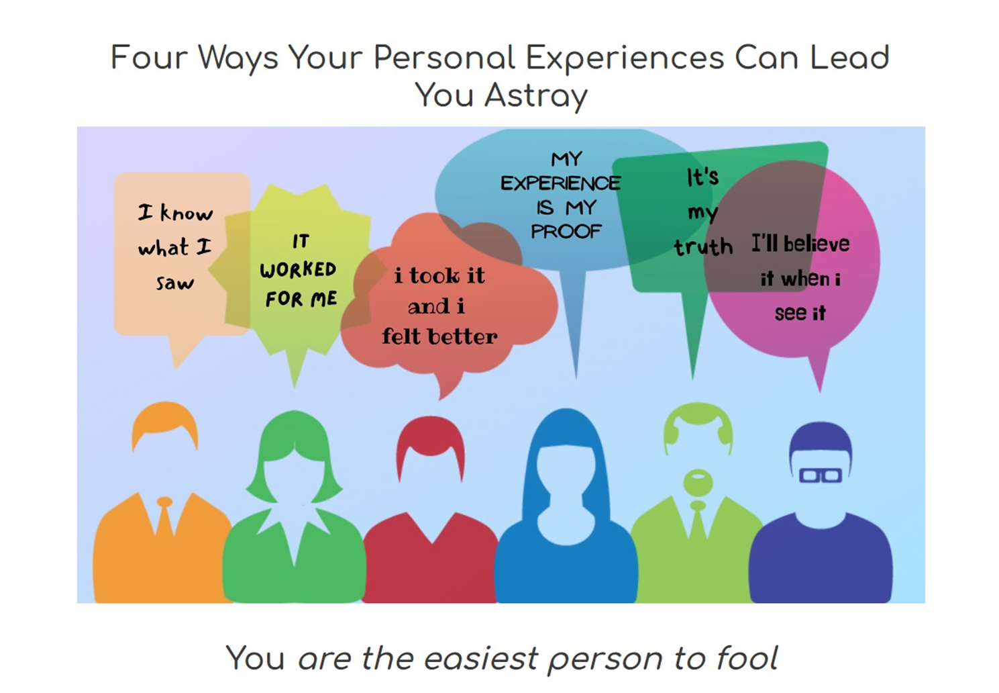 Four Ways Your Personal Experiences Can Lead
You Astray
I know
what I
saw
IT
WORKED
FOR ME
i took it
and i
felt better
MY
EXPERIENCE
IS MY
PROOF
It's
my
truth
I'll believe
it when i
see it
You are the easiest person to fool